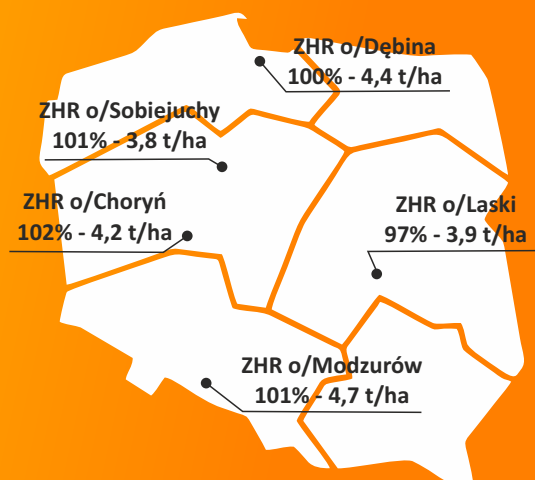 ZHR o/Dębina
100% - 4,4 t/ha
ZHR o/Sobiejuchy
101% - 3,8 t/ha
ZHR o/Choryń
102% - 4,2 t/ha
ZHR o/Laski
97% - 3,9 t/ha
ZHR o/Modzurów
101% - 4,7 t/ha